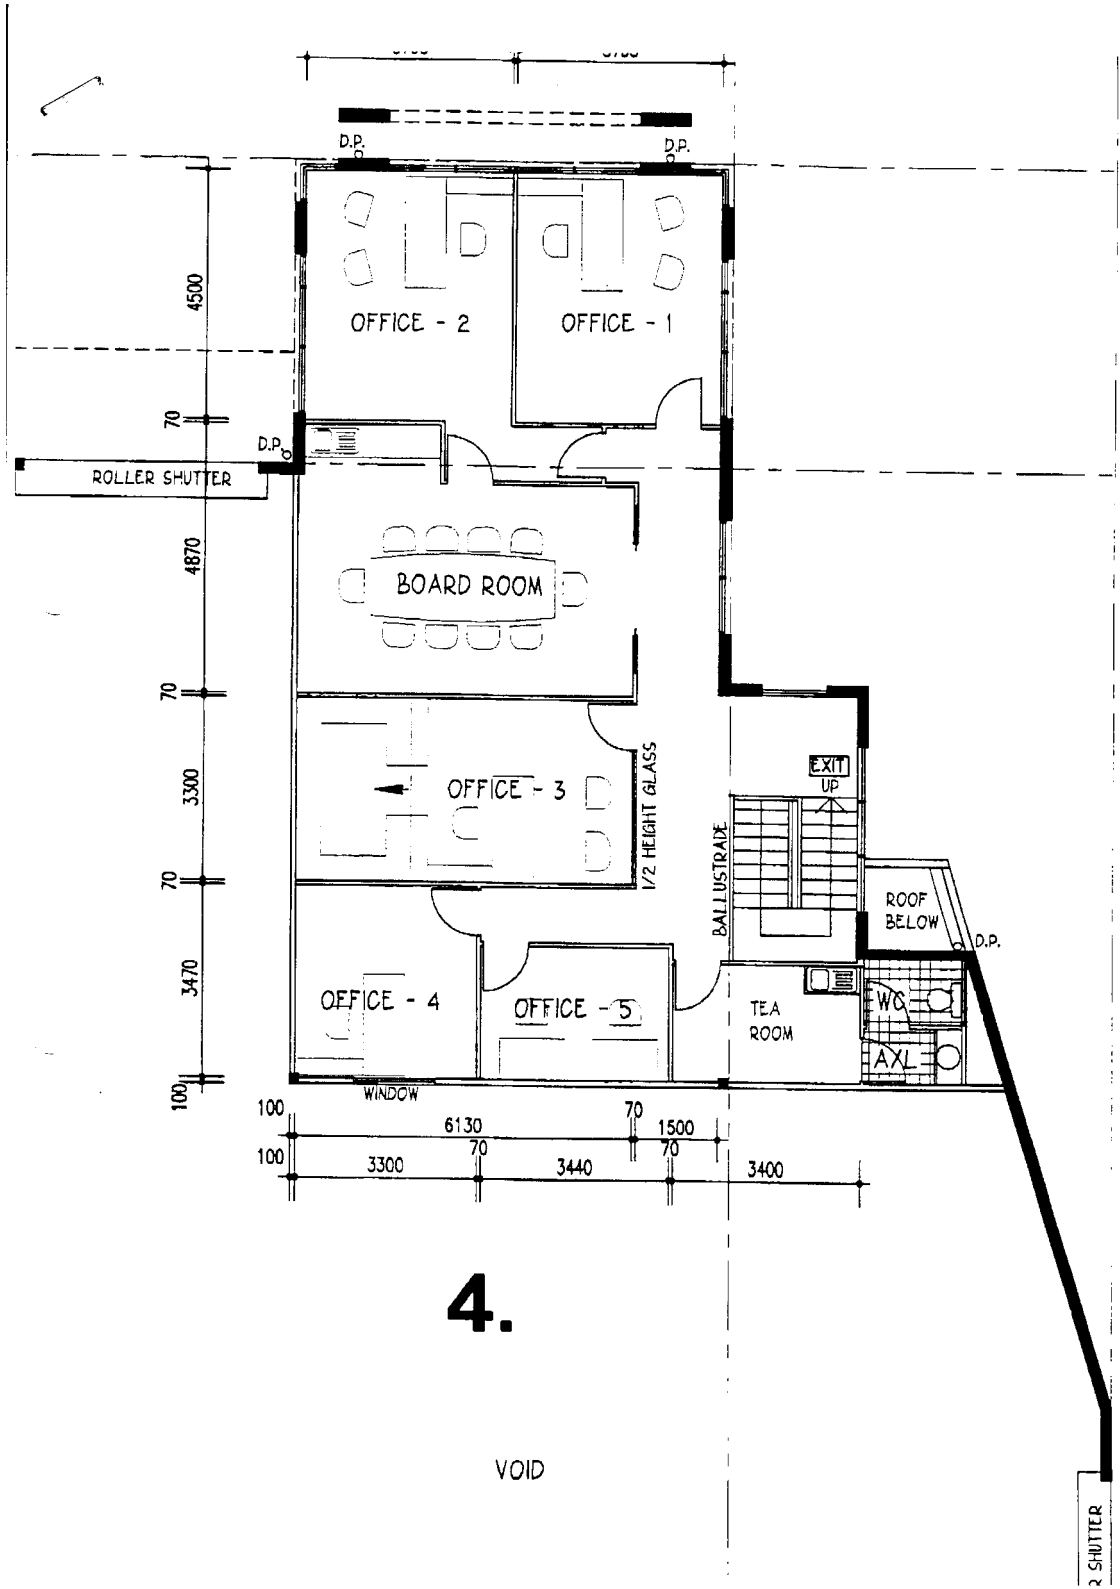 D.P.
D.P.
4500
OFFICE - 2
OFFICE - 1
70
D.P.
ROLLER SHUTTER
4870
BOARD ROOM
70
EXIT
UP
3300
OFFICE - 3
1/2 HEIGHT GLASS
BALLUSTRADE
70
ROOF
BELOW
D.P.
3470
OFFICE - 4
OFFICE - 5
TEA
ROOM
WC
AXL
100
WINDOW
100
6130
70
1500
100
3300
70
3440
70
3400
4.
VOID
R SHUTTER